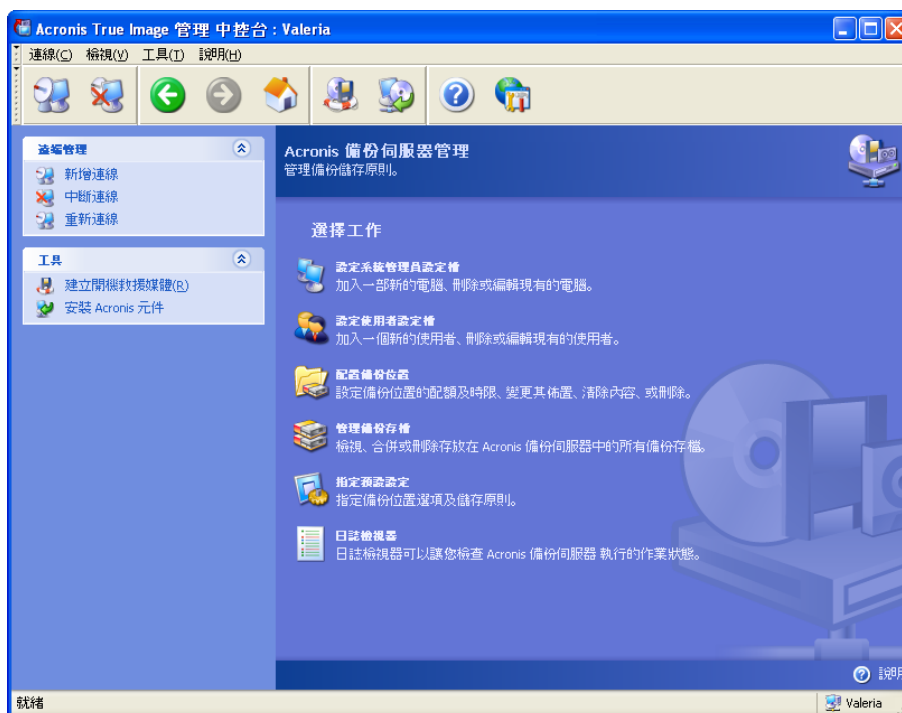 Acronis True Image 管理 中控台 : Valeria
連線(C) 檢視(V) 工具(T) 說明(H)
遠端管理
新增連線
中斷連線
重新連線
工具
建立開機救援媒體(R)
安裝 Acronis 元件
Acronis 備份伺服器管理
管理備份儲存原則。
選擇工作
設定系統管理員設定檔
加入一部新的電腦、刪除或編輯現有的電腦。
設定使用者設定檔
加入一個新的使用者、刪除或編輯現有的使用者。
配置備份位置
設定備份位置的配額及時限、變更其佈置、清除內容、或刪除。
管理備份存檔
檢視、合併或刪除存放在 Acronis 備份伺服器中的所有備份存檔。
指定預設設定
指定備份位置選項及儲存原則。
日誌檢視器
日誌檢視器可以讓您檢查 Acronis 備份伺服器 執行的作業狀態。
說明
就緒
Valeria